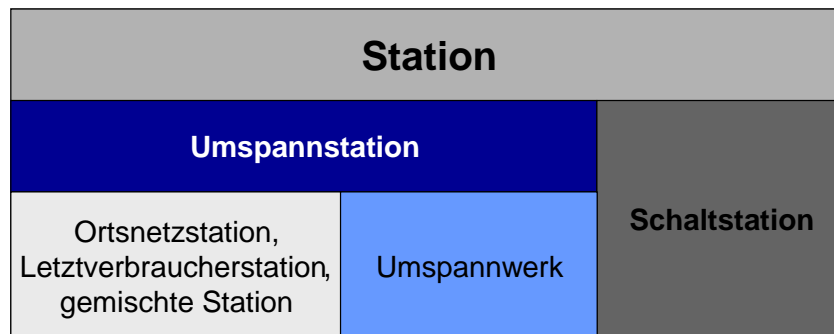 Station
Umspannstation
Schaltstation
Ortsnetzstation,
Letztverbraucherstation,
gemischte Station
Umspannwerk